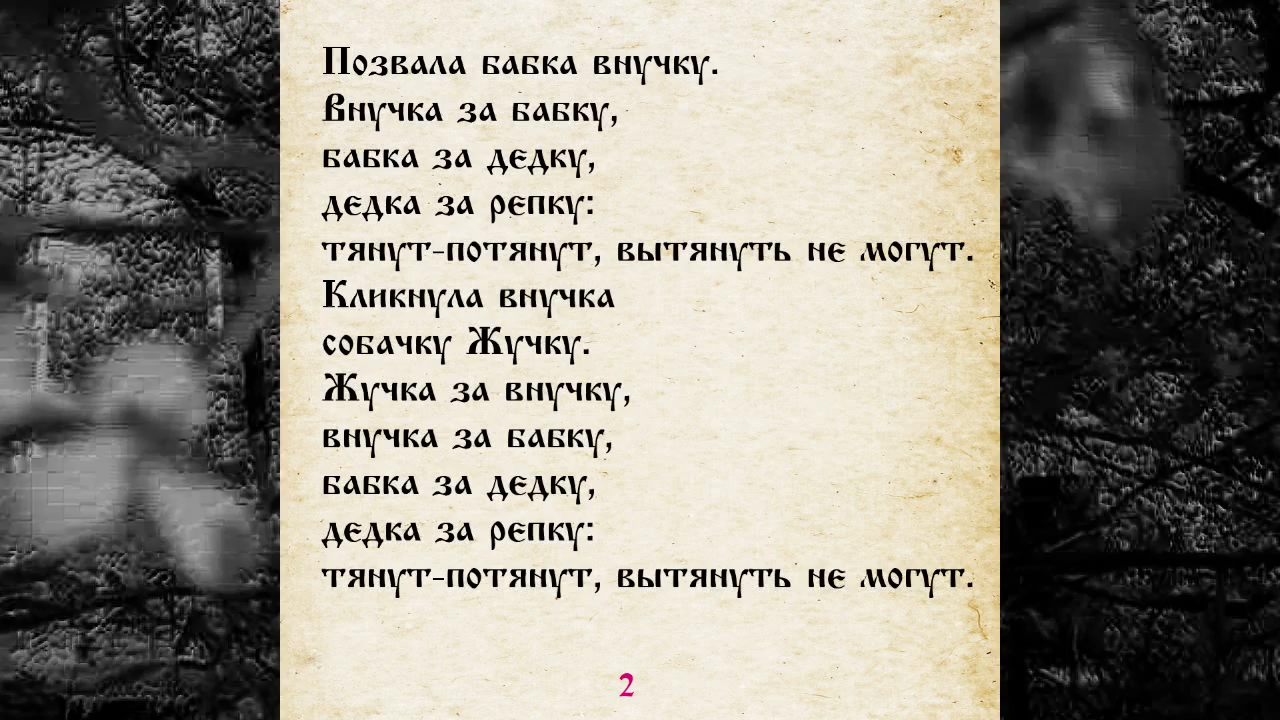 Позвала бабка внучку.
Внучка за бабку,
бабка за дедку,
дедка за репку:
тянут-потянут, вытянуть не могут.
Кликнула внучка
собачку Жучку.
Жучка за внучку,
внучка за бабку,
бабка за дедку,
дедка за репку:
тянут-потянут, вытянуть не могут.
2